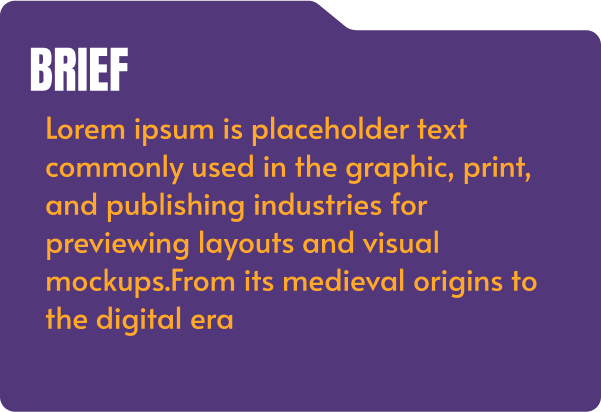 BRIEF
Lorem ipsum is placeholder text
commonly used in the graphic, print,
and publishing industries for
previewing layouts and visual
mockups.From its medieval origins to
the digital era